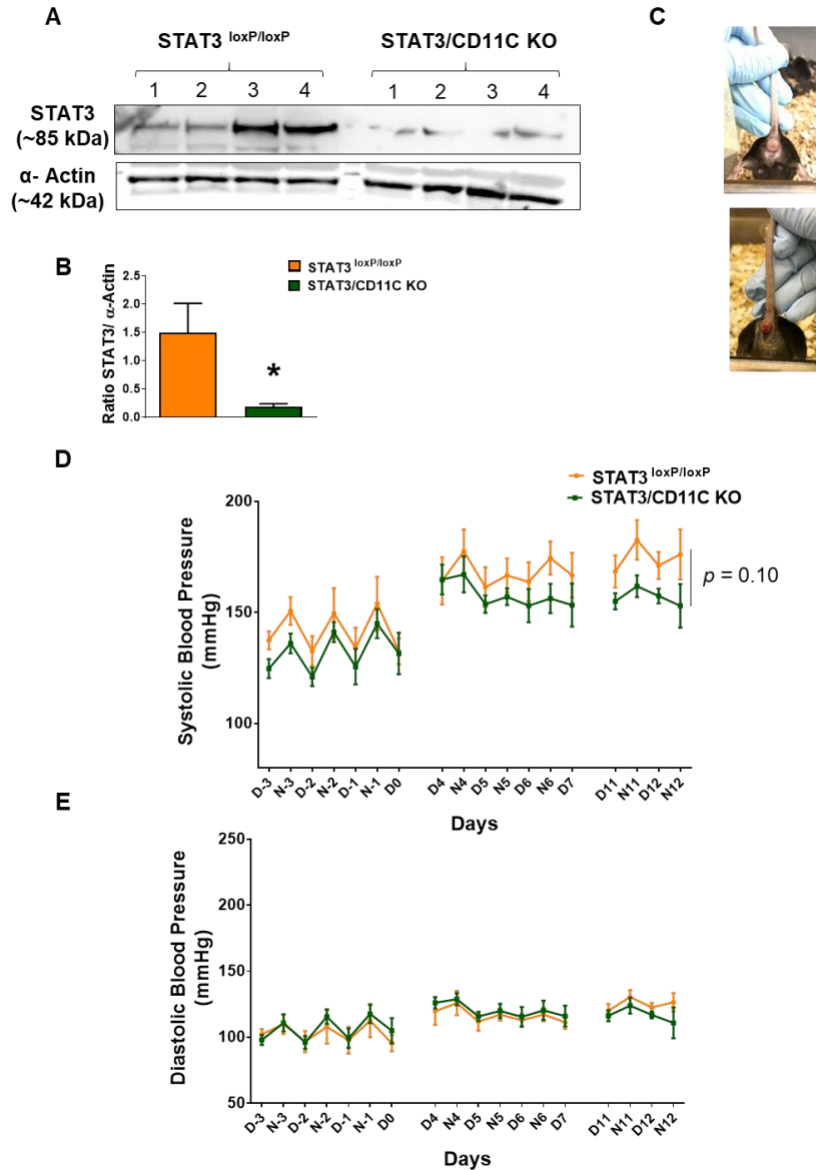 A
STAT3 loxP/loxP
STAT3/CD11C KO
1 2 3 4 1 2 3 4
STAT3
(~85 kDa)
α- Actin
(~42 kDa)
B
STAT3 loxP/loxP
STAT3/CD11C KO
Ratio STAT3/ α-Actin
2.5
2.0
1.5
1.0
0.5
0.0
*
C
D
STAT3 loxP/loxP
STAT3/CD11C KO
Systolic Blood Pressure
(mmHg)
200
150
100
p = 0.10
D-3 N-3 D-2 N-2 D-1 N-1 D0 D4 N4 D5 N5 D6 N6 D7 D11 N11 D12 N12
Days
E
Diastolic Blood Pressure
(mmHg)
250
200
150
100
50
D-3 N-3 D-2 N-2 D-1 N-1 D0 D4 N4 D5 N5 D6 N6 D7 D11 N11 D12 N12
Days